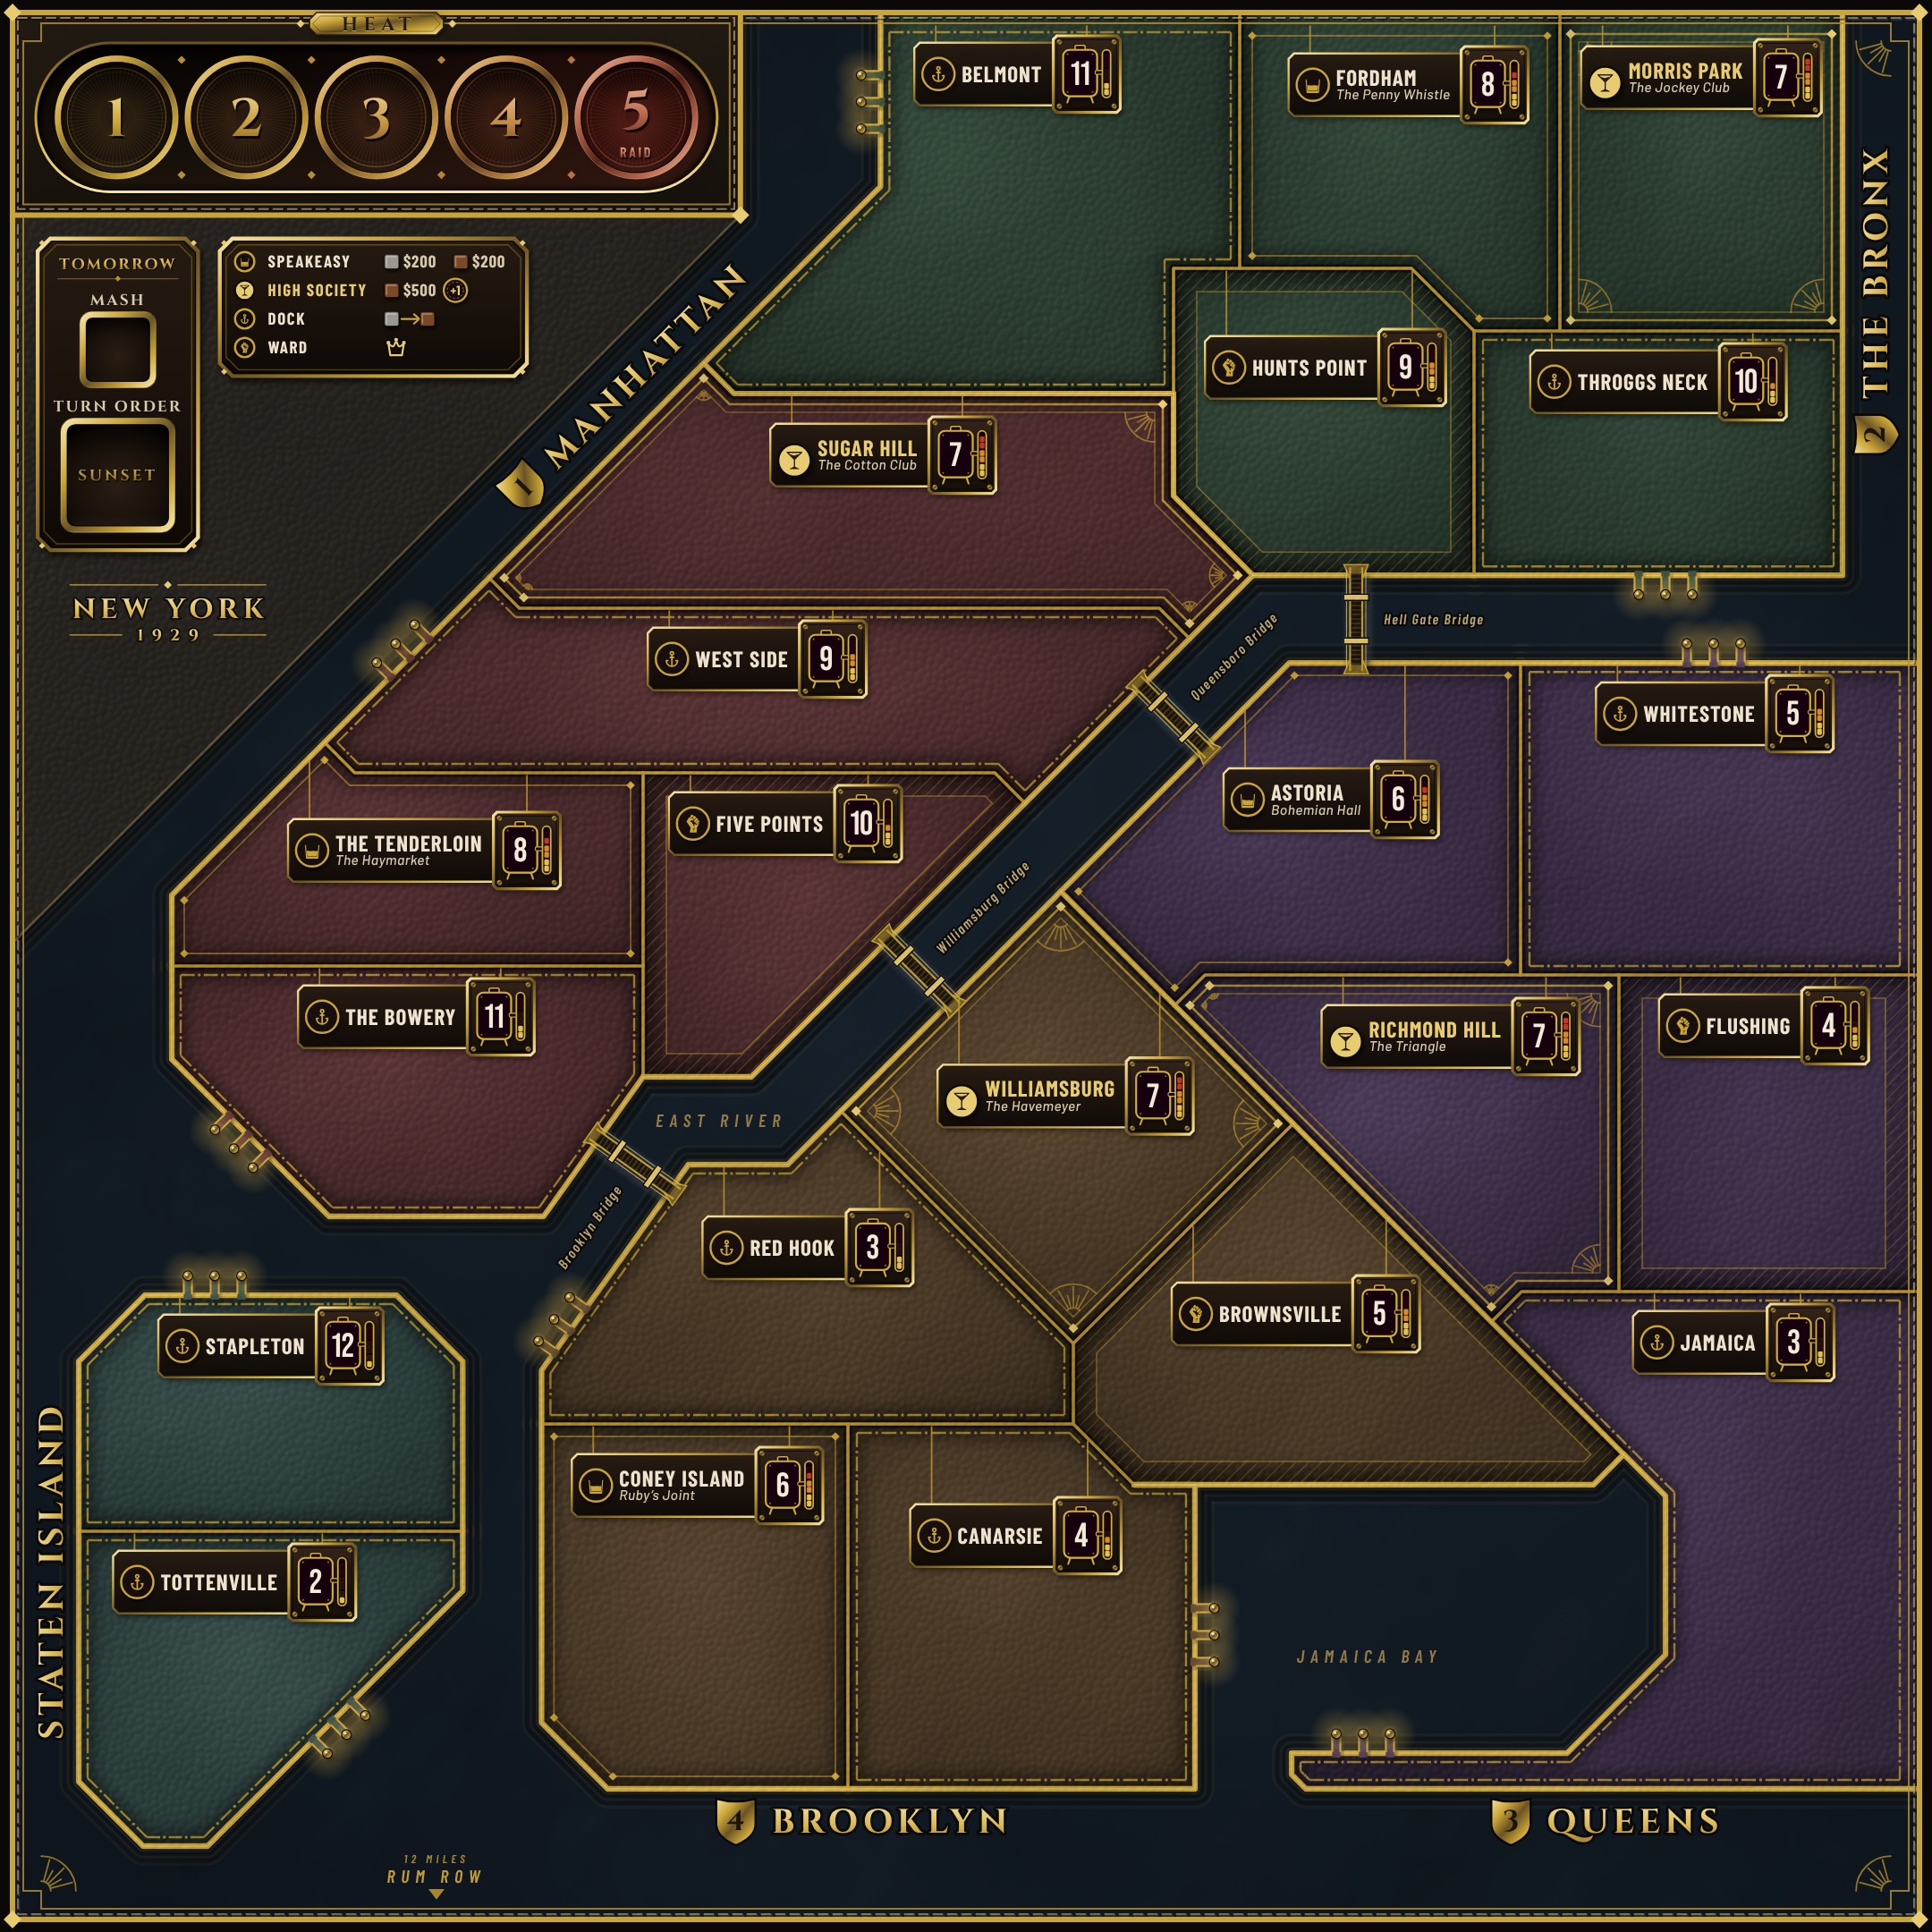 HEAT
1 2 3 4 5
RAID
TOMORROW
MASH
TURN ORDER
SUNSET
SPEAKEASY $200 $200
HIGH SOCIETY $500 +1
DOCK
WARD
NEW YORK
1929
1 MANHATTAN
2 THE BRONX
BELMONT 11
FORDHAM 8
The Penny Whistle
MORRIS PARK 7
The Jockey Club
HUNTS POINT 9
THROGGS NECK 10
SUGAR HILL 7
The Cotton Club
WEST SIDE 9
Queensboro Bridge
Hell Gate Bridge
WHITESTONE 5
ASTORIA 6
Bohemian Hall
THE TENDERLOIN 8
The Haymarket
FIVE POINTS 10
Williamsburg Bridge
THE BOWERY 11
RICHMOND HILL 7
The Triangle
FLUSHING 4
WILLIAMSBURG 7
The Havemeyer
EAST RIVER
Brooklyn Bridge
RED HOOK 3
BROWNSVILLE 5
JAMAICA 3
STATEN ISLAND
STAPLETON 12
TOTTENVILLE 2
CONEY ISLAND 6
Ruby's Joint
CANARSIE 4
JAMAICA BAY
4 BROOKLYN
3 QUEENS
12 MILES
RUM ROW